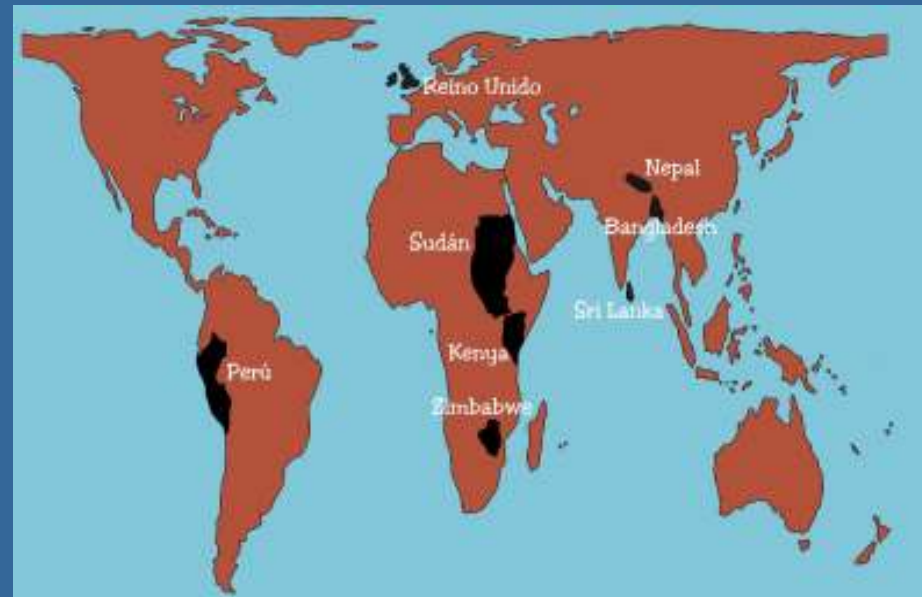 Reino Unido
Nepal
Bangladesh
Sudán
Sri Lanka
Kenya
Perú
Zimbabwe